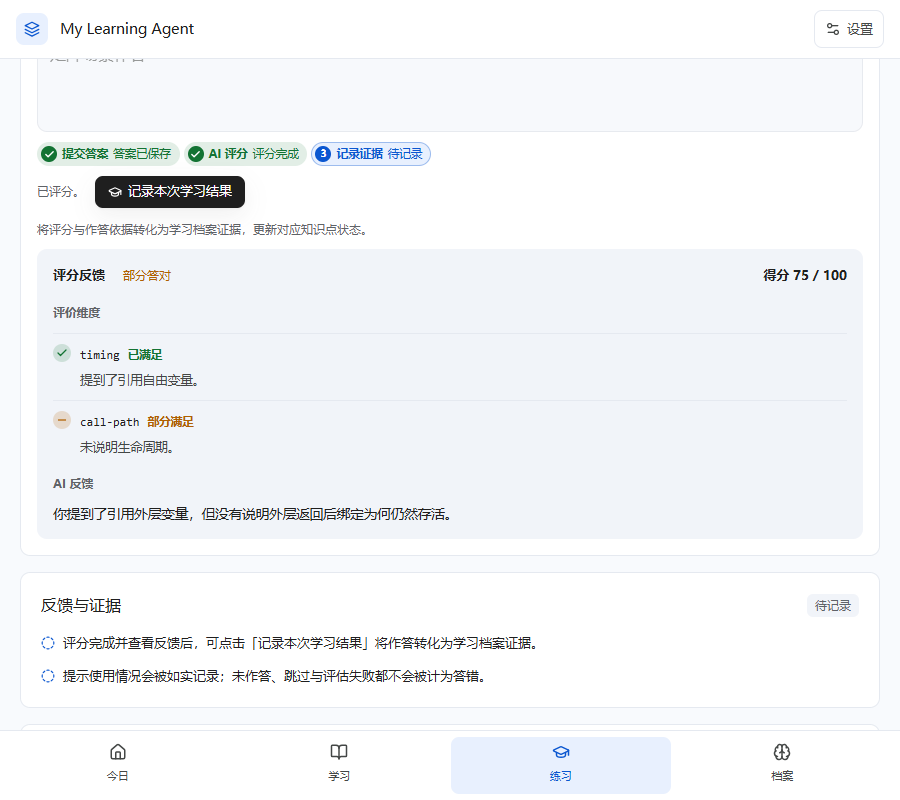 My Learning Agent
设置
提交答案 答案已保存
AI 评分 评分完成
3 记录证据 待记录
已评分。
记录本次学习结果
将评分与作答依据转化为学习档案证据，更新对应知识点状态。
评分反馈 部分答对
得分 75 / 100
评价维度
timing 已满足
提到了引用自由变量。
call-path 部分满足
未说明生命周期。
AI 反馈
你提到了引用外层变量，但没有说明外层返回后绑定为何仍然存活。
反馈与证据
待记录
评分完成并查看反馈后，可点击「记录本次学习结果」将作答转化为学习档案证据。
提示使用情况会被如实记录；未作答、跳过与评估失败都不会被计为答错。
今日
学习
练习
档案